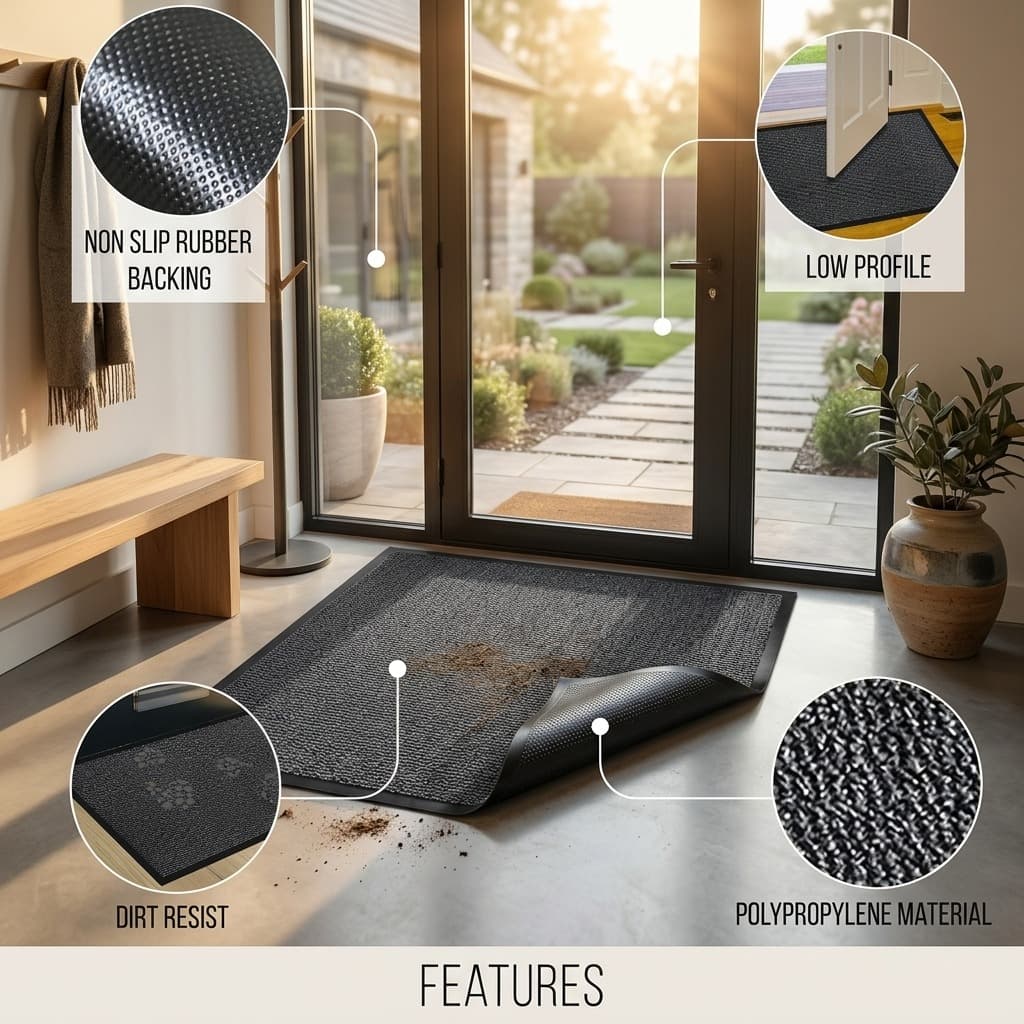 NON SLIP RUBBER
BACKING
LOW PROFILE
DIRT RESIST
POLYPROPYLENE MATERIAL
FEATURES